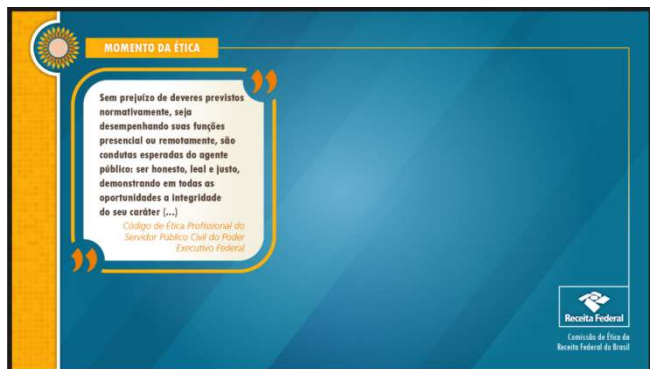 MOMENTO DA ÉTICA
Sem prejuízo de deveres previstos
normativamente, seja
desempenhando suas funções
presencial ou remotamente, são
condutas esperadas do agente
público: ser honesto, leal e justo,
demonstrando em todas as
oportunidades a integridade
do seu caráter (...)
Código de Ética Profissional do
Servidor Público Civil do Poder
Executivo Federal
Receita Federal
Comissão de Ética da
Receita Federal do Brasil